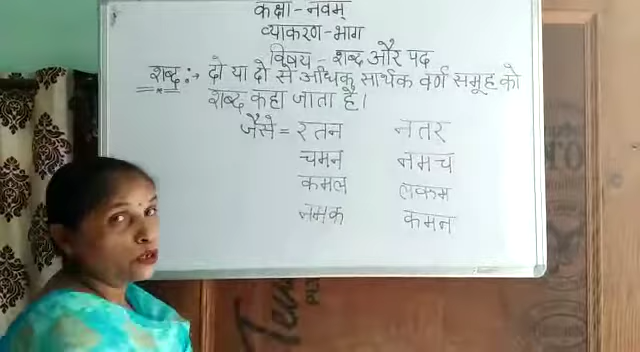 कक्षा - नवम्
व्याकरण - भाग
विषय - शब्द और पद
शब्द :→ दो या दो से अधिक सार्थक वर्ण समूह को
शब्द कहा जाता है।
जैसे = रतन नतर
चमन नमच
कमल लकम
नमक कमन